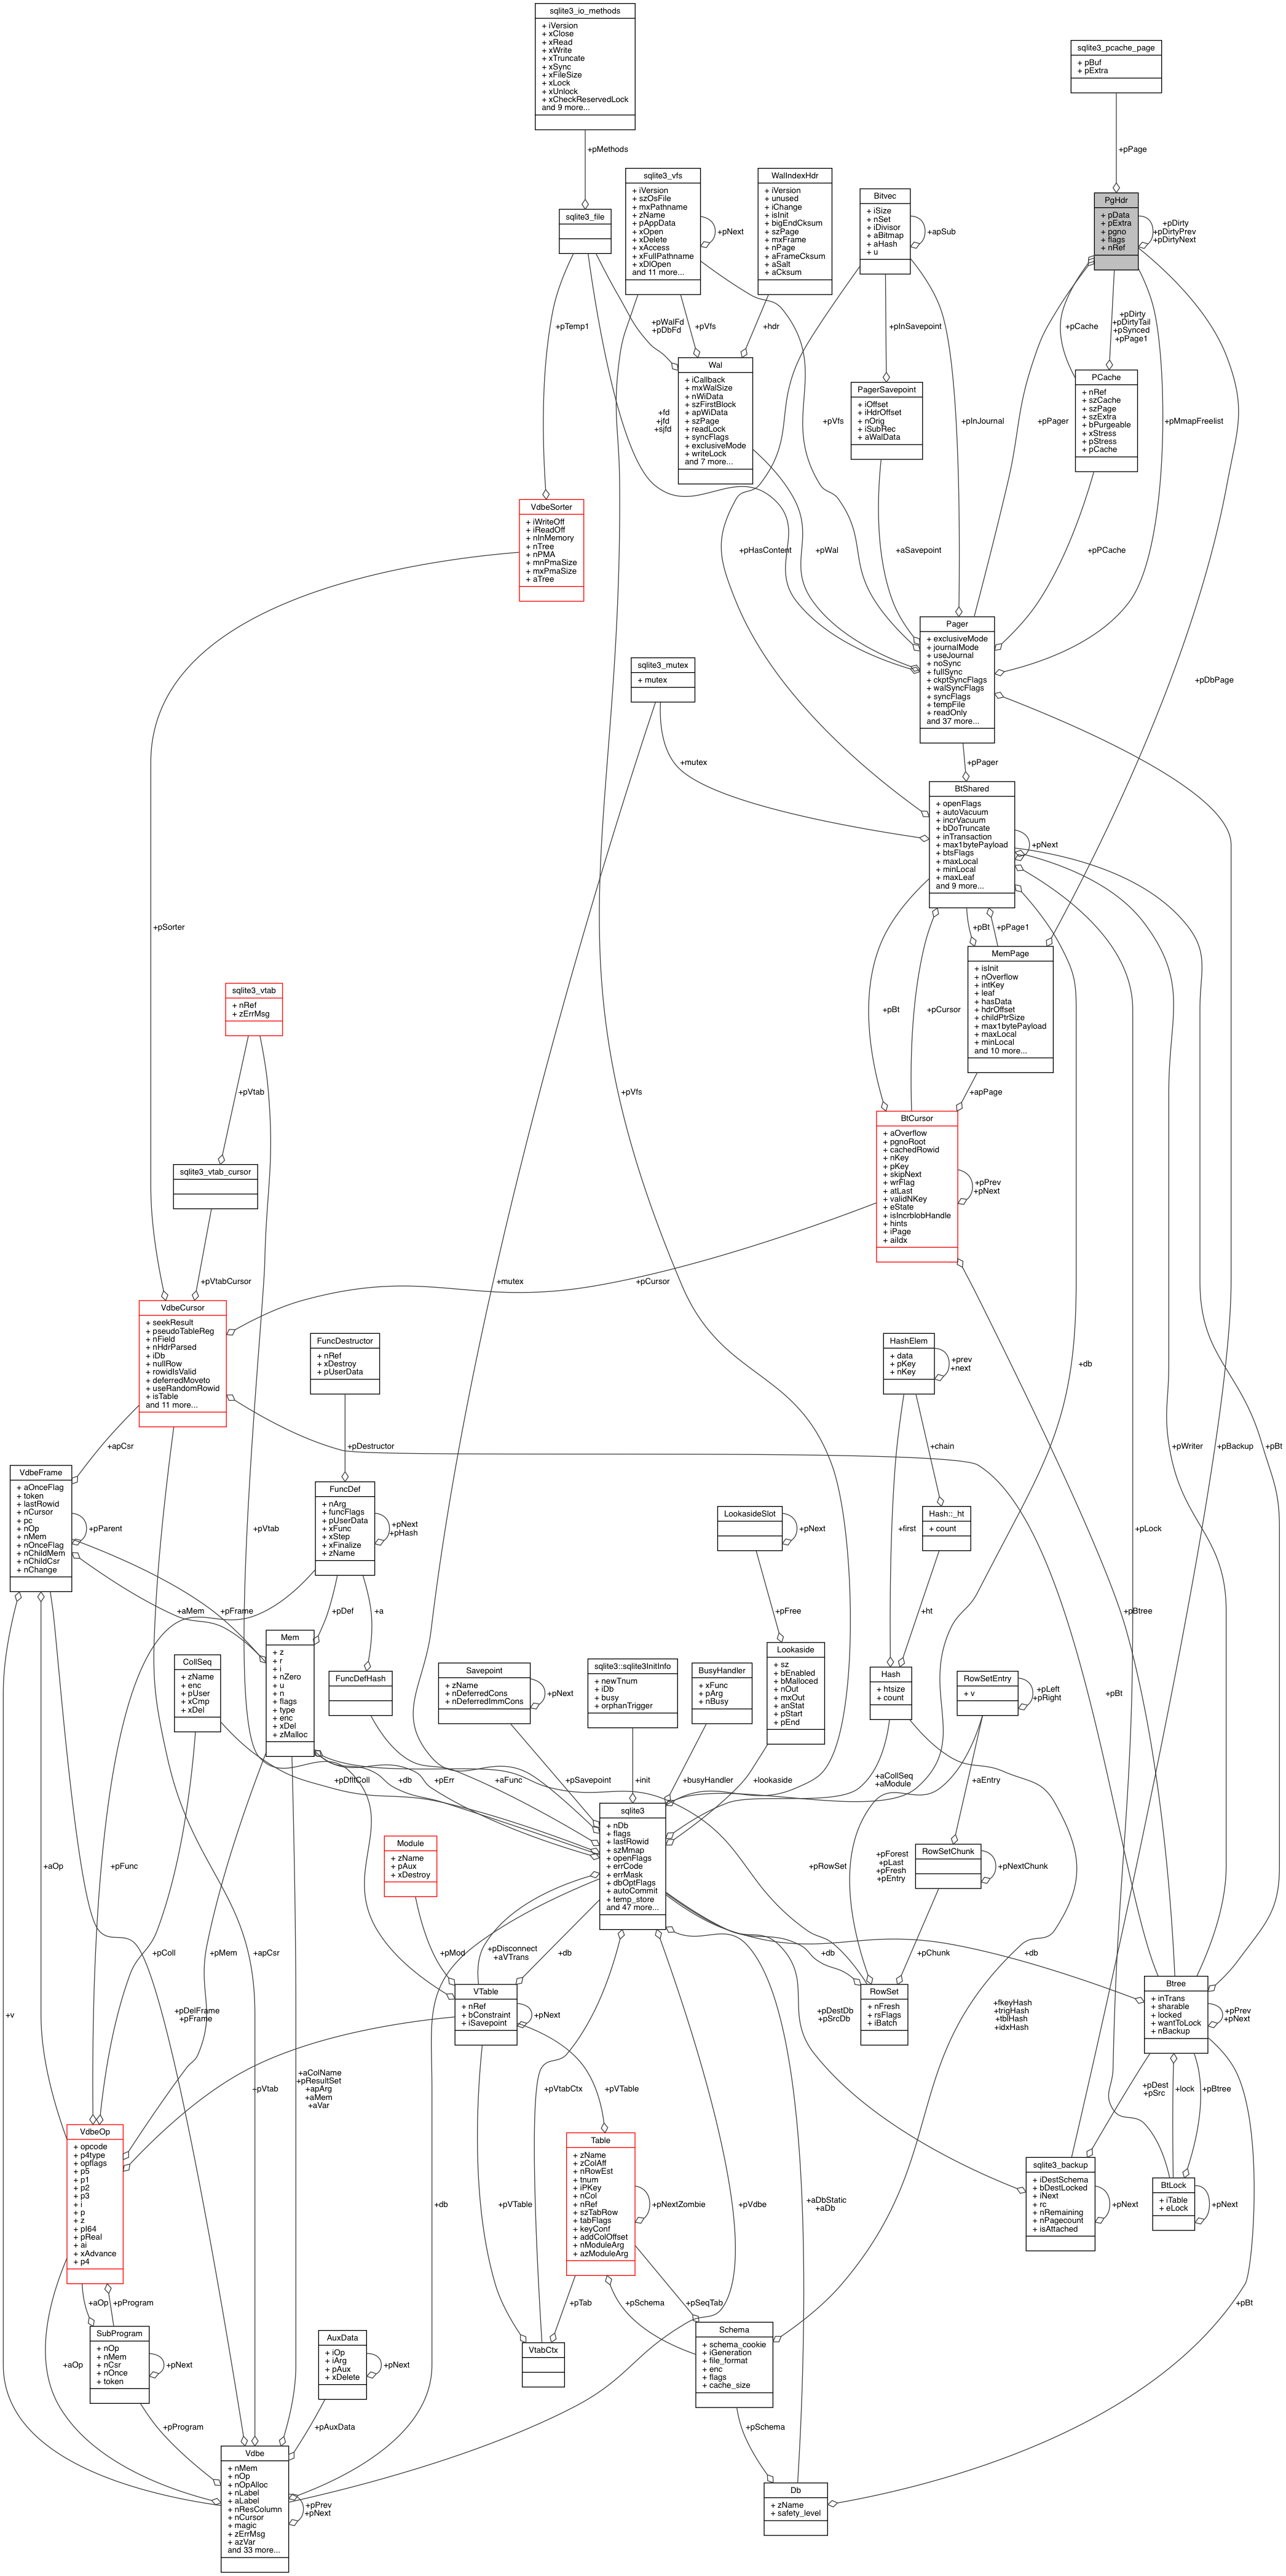 sqlite3_io_methods
+ iVersion
+ xClose
+ xRead
+ xWrite
+ xTruncate
+ xSync
+ xFileSize
+ xLock
+ xUnlock
+ xCheckReservedLock
and 9 more...
sqlite3_pcache_page
+ pBuf
+ pExtra
+pMethods
+pPage
sqlite3_file
sqlite3_vfs
+ iVersion
+ szOsFile
+ mxPathname
+ zName
+ pAppData
+ xOpen
+ xDelete
+ xAccess
+ xFullPathname
+ xDlOpen
and 11 more...
+pNext
WalIndexHdr
+ iVersion
+ unused
+ iChange
+ isInit
+ bigEndCksum
+ szPage
+ mxFrame
+ nPage
+ aFrameCksum
+ aSalt
+ aCksum
Bitvec
+ iSize
+ nSet
+ iDivisor
+ aBitmap
+ aHash
+ u
+apSub
PgHdr
+ pData
+ pExtra
+ pgno
+ flags
+ nRef
+pDirty
+pDirtyPrev
+pDirtyNext
+pTemp1
+pWalFd
+pDbFd
+pVfs
+hdr
+pInSavepoint
+pCache
+pDirty
+pDirtyTail
+pSynced
+pPage1
Wal
+ iCallback
+ mxWalSize
+ nWiData
+ szFirstBlock
+ apWiData
+ szPage
+ readLock
+ syncFlags
+ exclusiveMode
+ writeLock
and 7 more...
+fd
+jfd
+sjfd
PagerSavepoint
+ iOffset
+ iHdrOffset
+ nOrig
+ iSubRec
+ aWalData
PCache
+ nRef
+ szCache
+ szPage
+ szExtra
+ bPurgeable
+ xStress
+ pStress
+ pCache
+pVfs
+pInJournal
+pPager
+pMmapFreelist
VdbeSorter
+ iWriteOff
+ iReadOff
+ nInMemory
+ nTree
+ nPMA
+ mnPmaSize
+ mxPmaSize
+ aTree
+pHasContent
+pWal
+aSavepoint
+pPCache
Pager
+ exclusiveMode
+ journalMode
+ useJournal
+ noSync
+ fullSync
+ ckptSyncFlags
+ walSyncFlags
+ syncFlags
+ tempFile
+ readOnly
and 37 more...
+pDbPage
sqlite3_mutex
+ mutex
+mutex
+pPager
BtShared
+ openFlags
+ autoVacuum
+ incrVacuum
+ bDoTruncate
+ inTransaction
+ max1bytePayload
+ btsFlags
+ maxLocal
+ minLocal
+ maxLeaf
and 9 more...
+pNext
+pSorter
+pBt
+pPage1
MemPage
+ isInit
+ nOverflow
+ intKey
+ leaf
+ hasData
+ hdrOffset
+ childPtrSize
+ max1bytePayload
+ maxLocal
+ minLocal
and 10 more...
sqlite3_vtab
+ nRef
+ zErrMsg
+pBt
+pCursor
+pVfs
+pVtab
+apPage
BtCursor
+ aOverflow
+ pgnoRoot
+ cachedRowid
+ nKey
+ pKey
+ skipNext
+ wrFlag
+ atLast
+ validNKey
+ eState
+ isIncrblobHandle
+ hints
+ iPage
+ aiIdx
+pPrev
+pNext
sqlite3_vtab_cursor
+pVtabCursor
+mutex
+pCursor
VdbeCursor
+ seekResult
+ pseudoTableReg
+ nField
+ nHdrParsed
+ iDb
+ nullRow
+ rowidIsValid
+ deferredMoveto
+ useRandomRowid
+ isTable
and 11 more...
FuncDestructor
+ nRef
+ xDestroy
+ pUserData
HashElem
+ data
+ pKey
+ nKey
+prev
+next
+db
+apCsr
+pDestructor
+chain
+pWriter
+pBackup
+pBt
VdbeFrame
+ aOnceFlag
+ token
+ lastRowid
+ nCursor
+ pc
+ nOp
+ nMem
+ nOnceFlag
+ nChildMem
+ nChildCsr
+ nChange
+pParent
+pVtab
FuncDef
+ nArg
+ funcFlags
+ pUserData
+ xFunc
+ xStep
+ xFinalize
+ zName
+pNext
+pHash
LookasideSlot
+pNext
+first
Hash::_ht
+ count
+pLock
+aMem
+pFrame
+pDef
+a
+pFree
+ht
+pBtree
CollSeq
+ zName
+ enc
+ pUser
+ xCmp
+ xDel
Mem
+ z
+ r
+ i
+ nZero
+ u
+ n
+ flags
+ type
+ enc
+ xDel
+ zMalloc
FuncDefHash
Savepoint
+ zName
+ nDeferredCons
+ nDeferredImmCons
+pNext
sqlite3::sqlite3InitInfo
+ newTnum
+ iDb
+ busy
+ orphanTrigger
BusyHandler
+ xFunc
+ pArg
+ nBusy
Lookaside
+ sz
+ bEnabled
+ bMalloced
+ nOut
+ mxOut
+ anStat
+ pStart
+ pEnd
Hash
+ htsize
+ count
RowSetEntry
+ v
+pLeft
+pRight
+pBt
+pDfltColl
+db
+pErr
+aFunc
+pSavepoint
+init
+busyHandler
+lookaside
+aCollSeq
+aModule
+aEntry
sqlite3
+ nDb
+ flags
+ lastRowid
+ szMmap
+ openFlags
+ errCode
+ errMask
+ dbOptFlags
+ autoCommit
+ temp_store
and 47 more...
Module
+ zName
+ pAux
+ xDestroy
+aOp
+pFunc
+pRowSet
+pForest
+pLast
+pFresh
+pEntry
RowSetChunk
+pNextChunk
+pColl
+pMem
+apCsr
+pMod
+pDisconnect
+aVTrans
+db
+db
+pChunk
+db
+v
+pDelFrame
+pFrame
VTable
+ nRef
+ bConstraint
+ iSavepoint
+pNext
+pDestDb
+pSrcDb
RowSet
+ nFresh
+ rsFlags
+ iBatch
+fkeyHash
+trigHash
+tblHash
+idxHash
Btree
+ inTrans
+ sharable
+ locked
+ wantToLock
+ nBackup
+pPrev
+pNext
+aColName
+pResultSet
+apArg
+aMem
+aVar
+pVtab
+pVtabCtx
+pVTable
+pDest
+pSrc
+lock
+pBtree
VdbeOp
+ opcode
+ p4type
+ opflags
+ p5
+ p1
+ p2
+ p3
+ i
+ p
+ z
+ pI64
+ pReal
+ ai
+ xAdvance
+ p4
+db
+pVTable
Table
+ zName
+ zColAff
+ nRowEst
+ tnum
+ iPKey
+ nCol
+ nRef
+ szTabRow
+ tabFlags
+ keyConf
+ addColOffset
+ nModuleArg
+ azModuleArg
+pNextZombie
+pVdbe
+aDbStatic
+aDb
sqlite3_backup
+ iDestSchema
+ bDestLocked
+ iNext
+ rc
+ nRemaining
+ nPagecount
+ isAttached
+pNext
BtLock
+ iTable
+ eLock
+pNext
+aOp
+pProgram
+pTab
+pSchema
+pSeqTab
+pBt
SubProgram
+ nOp
+ nMem
+ nCsr
+ nOnce
+ token
+pNext
AuxData
+ iOp
+ iArg
+ pAux
+ xDelete
+pNext
VtabCtx
Schema
+ schema_cookie
+ iGeneration
+ file_format
+ enc
+ flags
+ cache_size
+aOp
+pProgram
+pAuxData
+pSchema
Vdbe
+ nMem
+ nOp
+ nOpAlloc
+ nLabel
+ aLabel
+ nResColumn
+ nCursor
+ magic
+ zErrMsg
+ azVar
and 33 more...
+pPrev
+pNext
Db
+ zName
+ safety_level